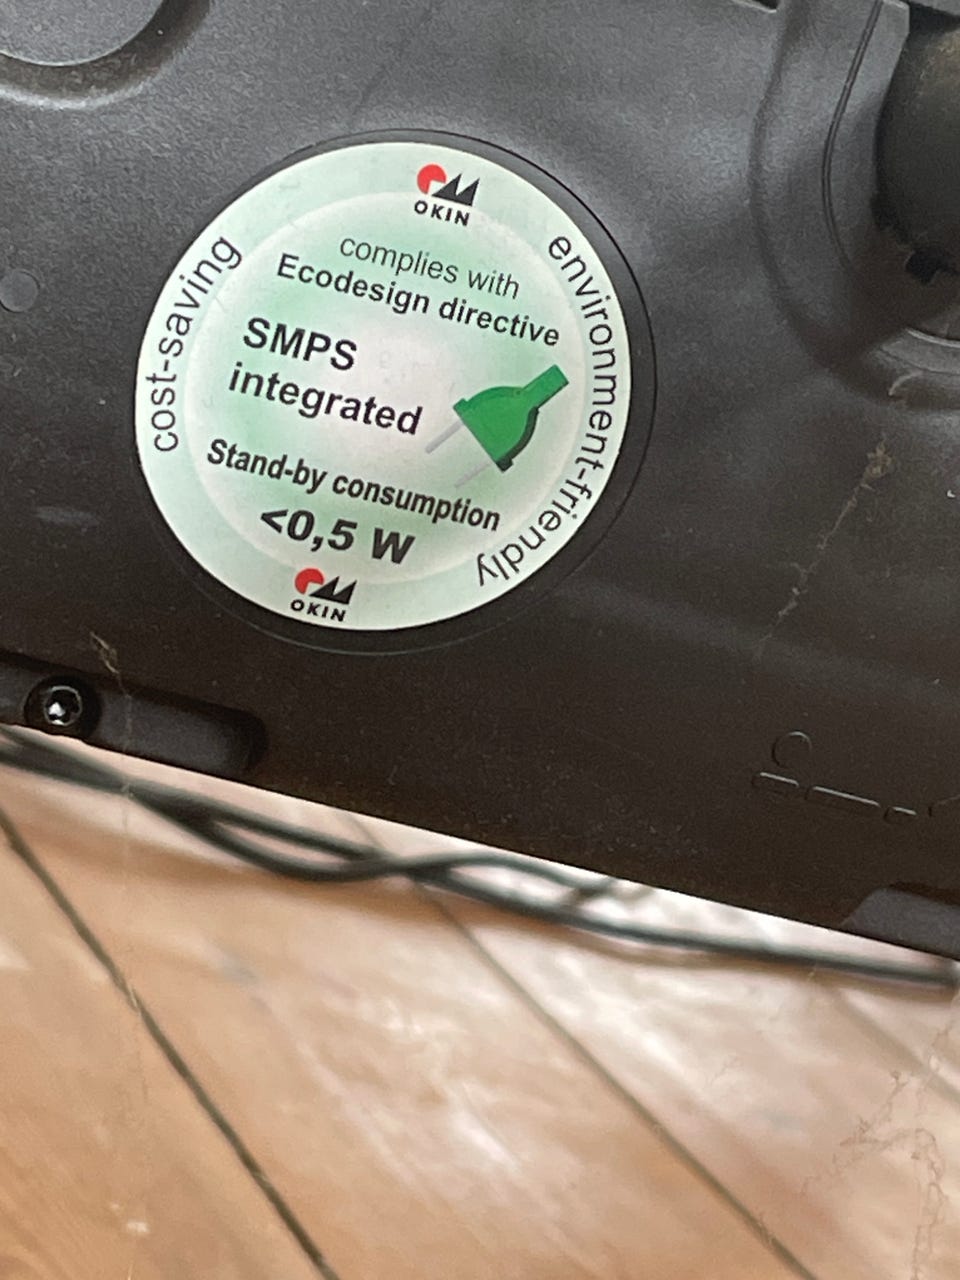 OKIN
cost-saving
environment-friendly
complies with
Ecodesign directive
SMPS
integrated
Stand-by consumption
<0,5 W
OKIN